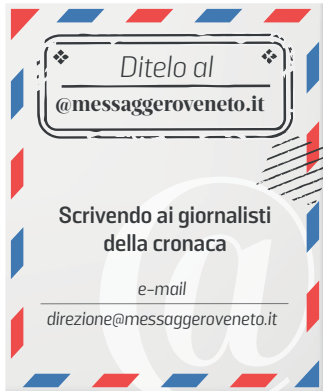 Ditelo al
@messaggeroveneto.it
Scrivendo ai giornalisti
della cronaca
e-mail
direzione@messaggeroveneto.it